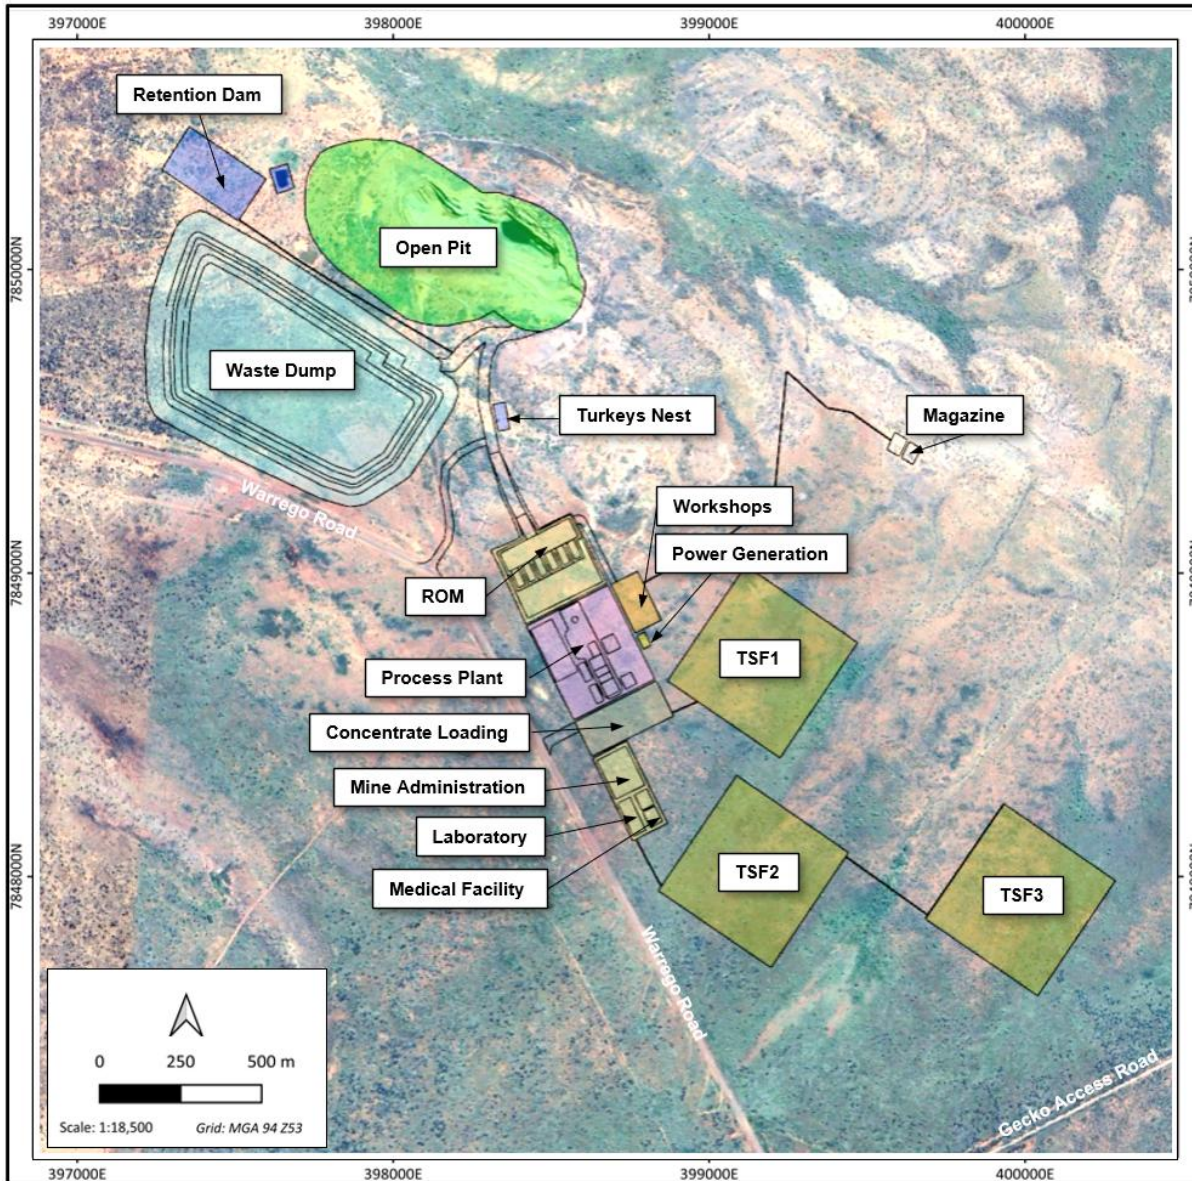 397000E
398000E
399000E
400000E
Retention Dam
Open Pit
7850000N
Waste Dump
Turkeys Nest
Magazine
Warrego Road
Workshops
Power Generation
ROM
7849000N
TSF1
Process Plant
Concentrate Loading
Mine Administration
Laboratory
Medical Facility
TSF2
TSF3
7848000N
Warrego Road
Gecko Access Road
0 250 500 m
Scale: 1:18,500 Grid: MGA 94 Z53
397000E
398000E
399000E
400000E